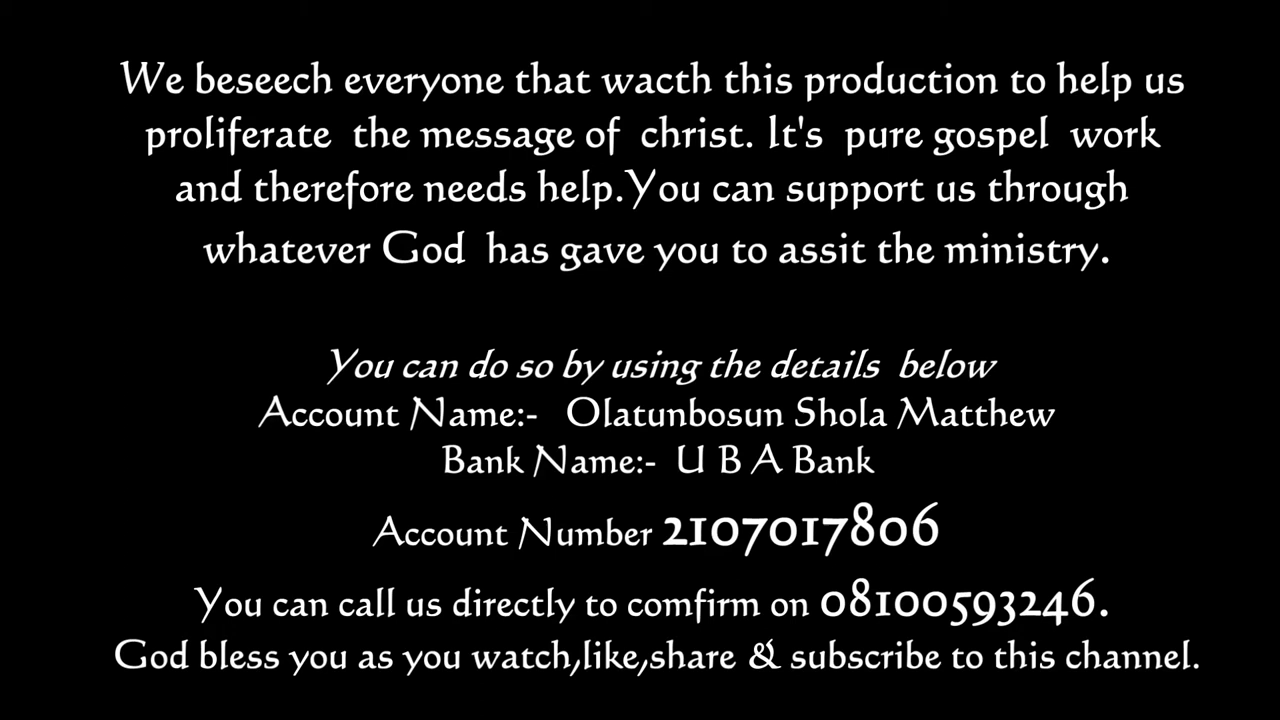 We beseech everyone that wacth this production to help us
proliferate the message of christ. It's pure gospel work
and therefore needs help.You can support us through
whatever God has gave you to assit the ministry.
You can do so by using the details below
Account Name:- Olatunbosun Shola Matthew
Bank Name:- U B A Bank
Account Number 2107017806
You can call us directly to comfirm on 08100593246.
God bless you as you watch,like,share & subscribe to this channel.